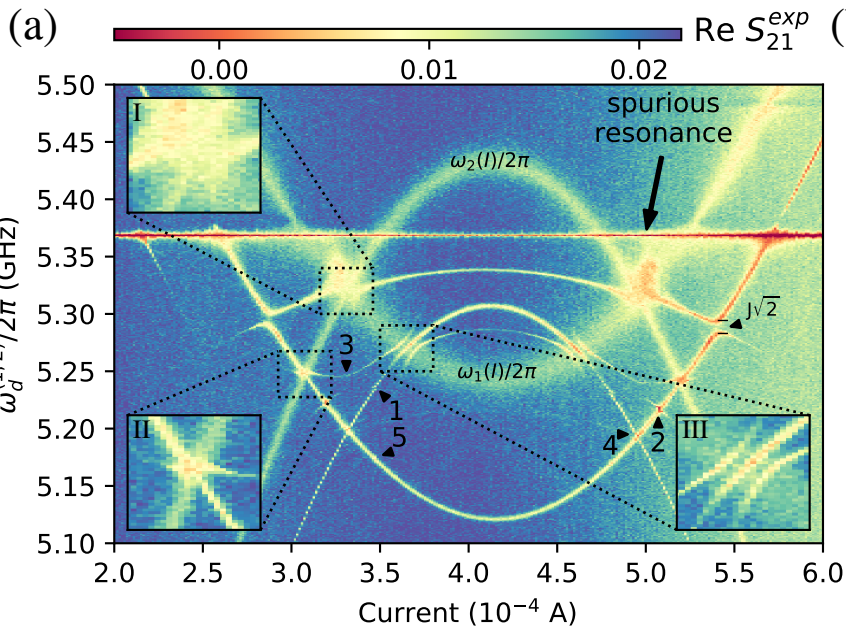 (a)
Re S_{21}^{exp}
(
0.00 0.01 0.02
5.50
5.45
5.40
5.35
5.30
5.25
5.20
5.15
5.10
spurious
resonance
ω₂(I)/2π
ω₁(I)/2π
J√2
I
II
III
3
1
5
4
2
2.0 2.5 3.0 3.5 4.0 4.5 5.0 5.5 6.0
Current (10⁻⁴ A)